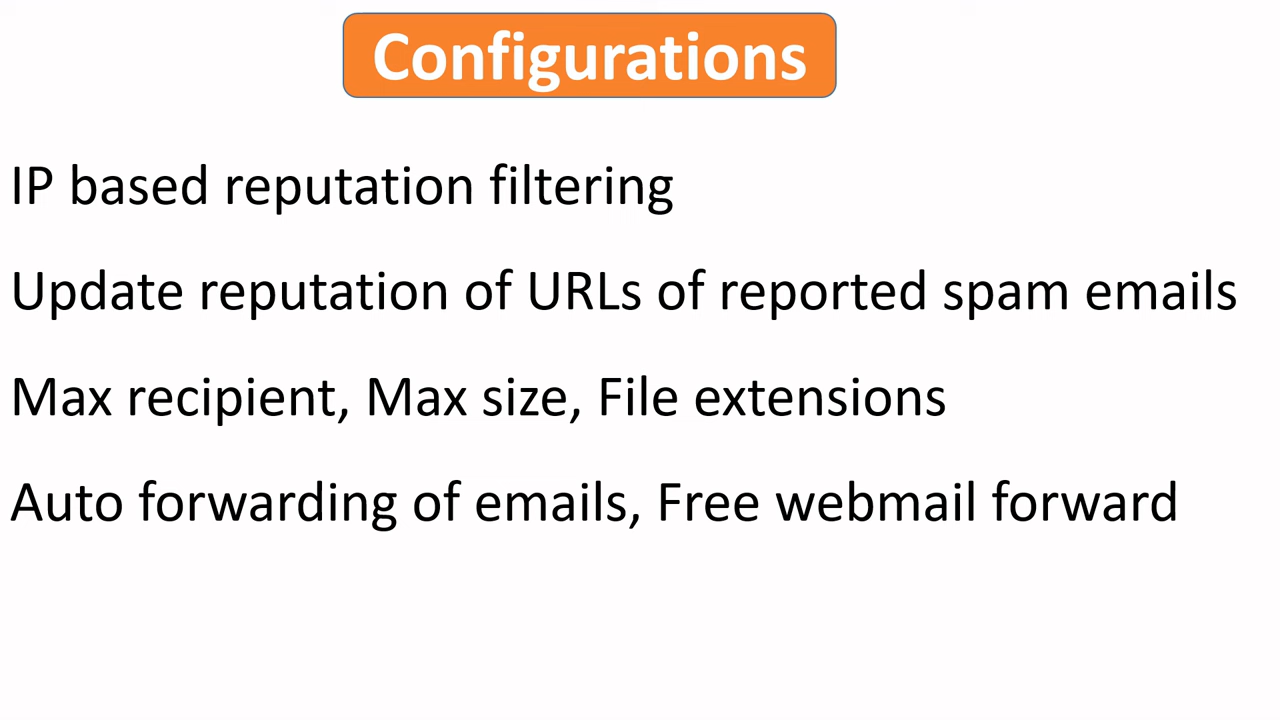 Configurations
IP based reputation filtering
Update reputation of URLs of reported spam emails
Max recipient, Max size, File extensions
Auto forwarding of emails, Free webmail forward